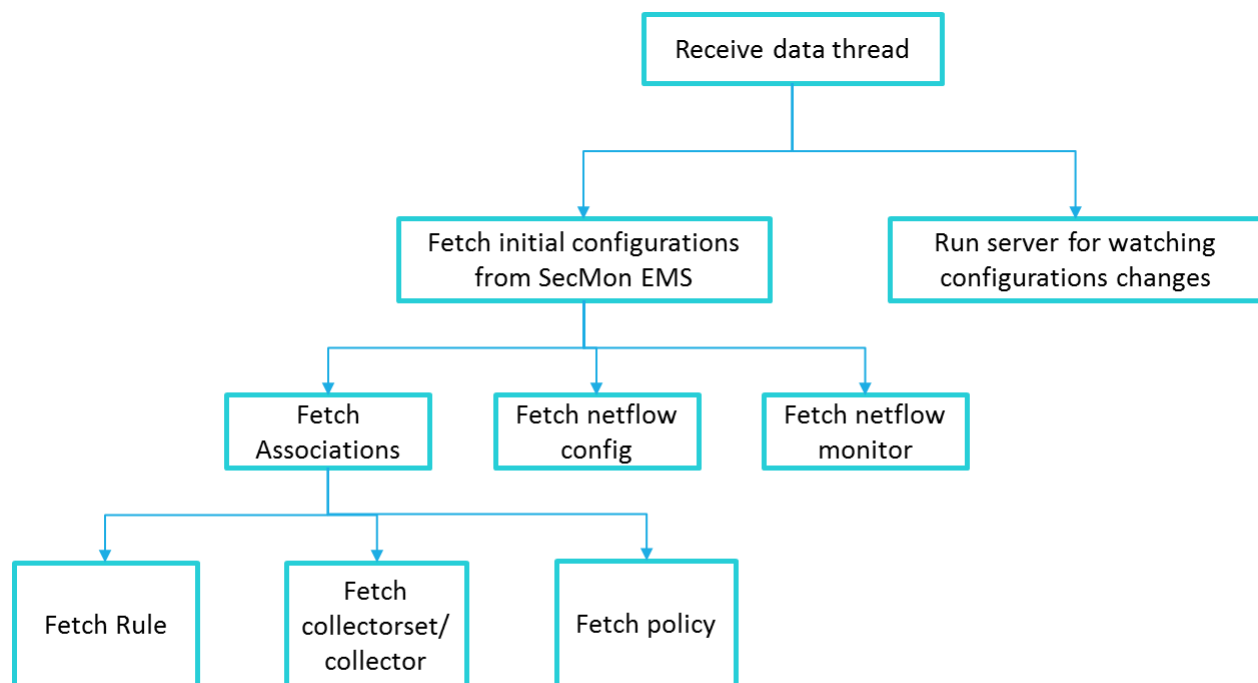 Receive data thread
Fetch initial configurations
from SecMon EMS
Run server for watching
configurations changes
Fetch
Associations
Fetch netflow
config
Fetch netflow
monitor
Fetch Rule
Fetch
collectorset/
collector
Fetch policy